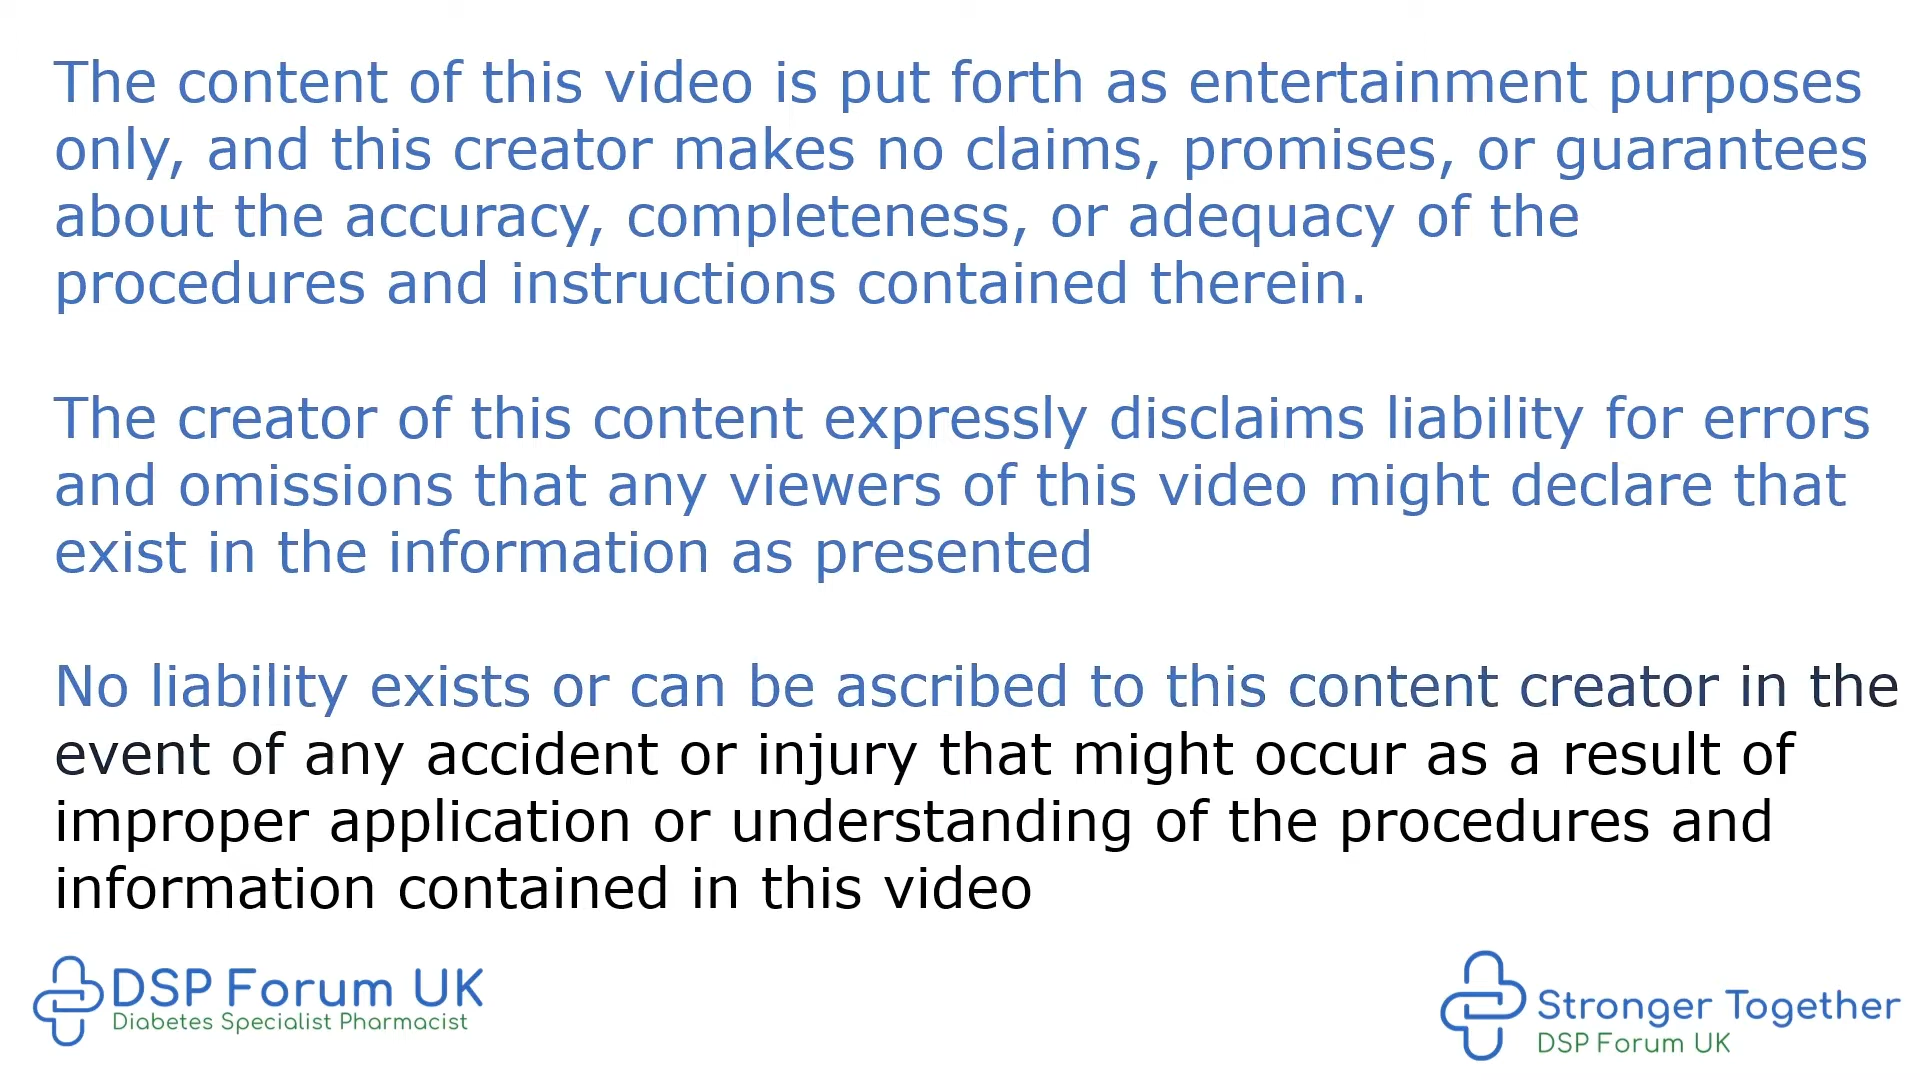 The content of this video is put forth as entertainment purposes
only, and this creator makes no claims, promises, or guarantees
about the accuracy, completeness, or adequacy of the
procedures and instructions contained therein.
The creator of this content expressly disclaims liability for errors
and omissions that any viewers of this video might declare that
exist in the information as presented
No liability exists or can be ascribed to this content creator in the
event of any accident or injury that might occur as a result of
improper application or understanding of the procedures and
information contained in this video
DSP Forum UK
Diabetes Specialist Pharmacist
Stronger Together
DSP Forum UK